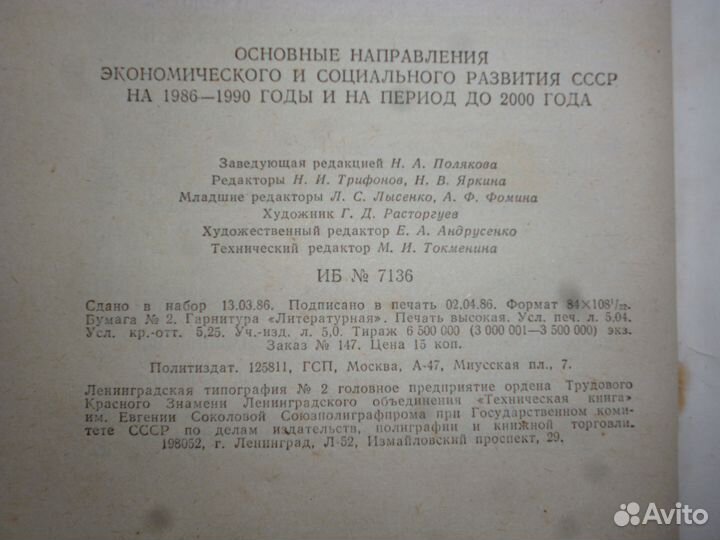 ОСНОВНЫЕ НАПРАВЛЕНИЯ
ЭКОНОМИЧЕСКОГО И СОЦИАЛЬНОГО РАЗВИТИЯ СССР
НА 1986—1990 ГОДЫ И НА ПЕРИОД ДО 2000 ГОДА
Заведующая редакцией Н. А. Полякова
Редакторы Н. И. Трифонов, Н. В. Яркина
Младшие редакторы Л. С. Лысенко, А. Ф. Фомина
Художник Г. Д. Расторгуев
Художественный редактор Е. А. Андрусенко
Технический редактор М. И. Токменина
ИБ № 7136
Сдано в набор 13.03.86. Подписано в печать 02.04.86. Формат 84×108¹/₃₂.
Бумага № 2. Гарнитура «Литературная». Печать высокая. Усл. печ. л. 5,04.
Усл. кр.-отт. 5,25. Уч.-изд. л. 5,0. Тираж 6 500 000 (3 000 001—3 500 000) экз.
Заказ № 147. Цена 15 коп.
Политиздат. 125811, ГСП, Москва, А-47, Миусская пл., 7.
Ленинградская типография № 2 головное предприятие ордена Трудового
Красного Знамени Ленинградского объединения «Техническая книга»
им. Евгении Соколовой Союзполиграфпрома при Государственном коми-
тете СССР по делам издательств, полиграфии и книжной торговли.
198052, г. Ленинград, Л-52, Измайловский проспект, 29.
Avito